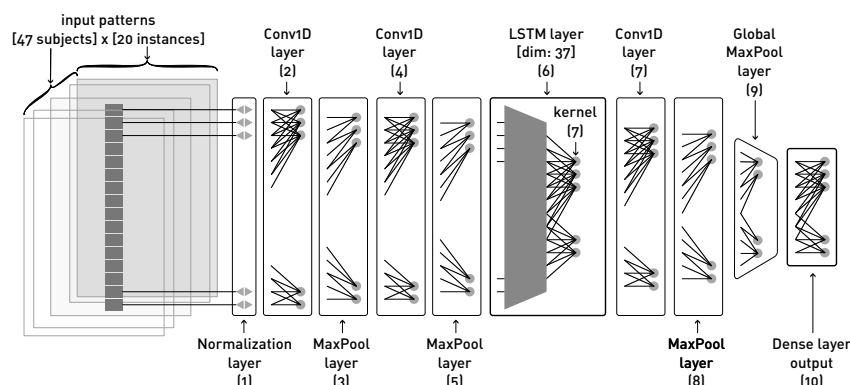 input patterns
[47 subjects] x [20 instances]
Conv1D
layer
(2)
Conv1D
layer
(4)
LSTM layer
[dim: 37]
(6)
kernel
(7)
Conv1D
layer
(7)
Global
MaxPool
layer
(9)
Normalization
layer
(1)
MaxPool
layer
(3)
MaxPool
layer
(5)
MaxPool
layer
(8)
Dense layer
output
(10)